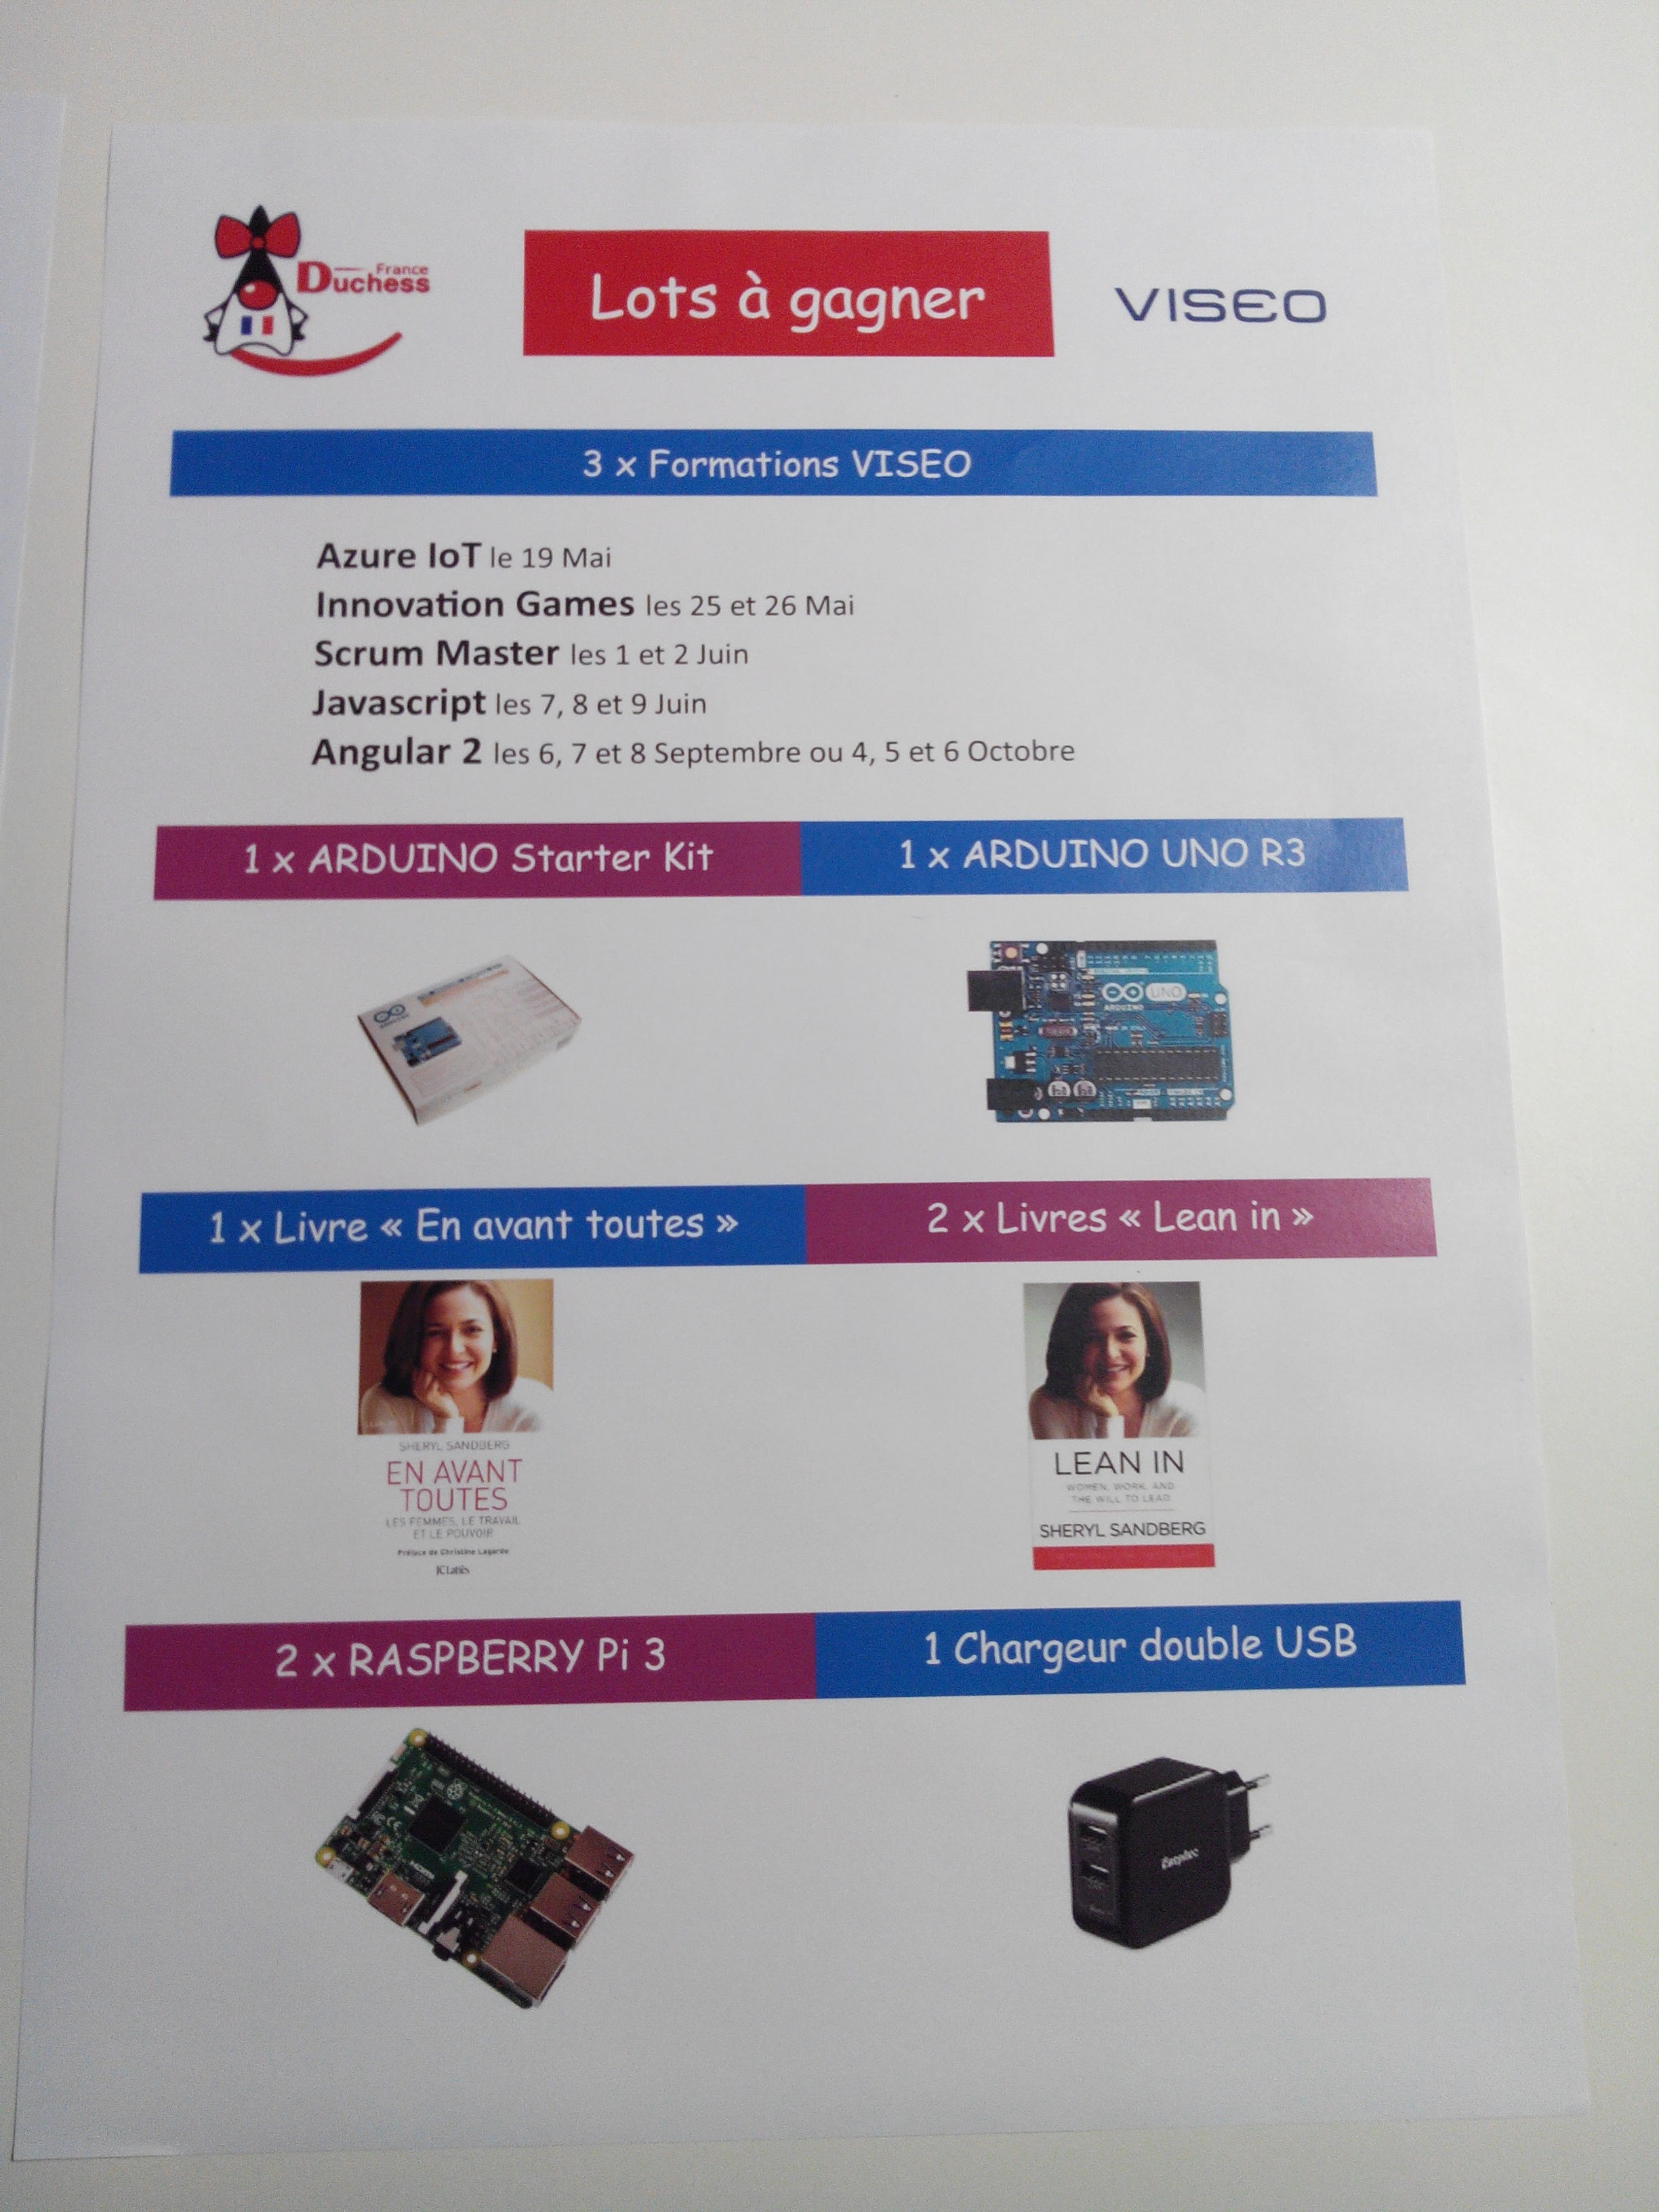 France
Duchess
Lots à gagner
VISEO
3 x Formations VISEO
Azure IoT le 19 Mai
Innovation Games les 25 et 26 Mai
Scrum Master les 1 et 2 Juin
Javascript les 7, 8 et 9 Juin
Angular 2 les 6, 7 et 8 Septembre ou 4, 5 et 6 Octobre
1 x ARDUINO Starter Kit
1 x ARDUINO UNO R3
ARDUINO
UNO
ARDUINO
1 x Livre « En avant toutes »
2 x Livres « Lean in »
SHERYL SANDBERG
EN AVANT
TOUTES
LES FEMMES, LE TRAVAIL
ET LE POUVOIR
Préface de Christine Lagarde
JC Lattès
LEAN IN
WOMEN, WORK, AND
THE WILL TO LEAD
SHERYL SANDBERG
2 x RASPBERRY Pi 3
1 Chargeur double USB
HDMI